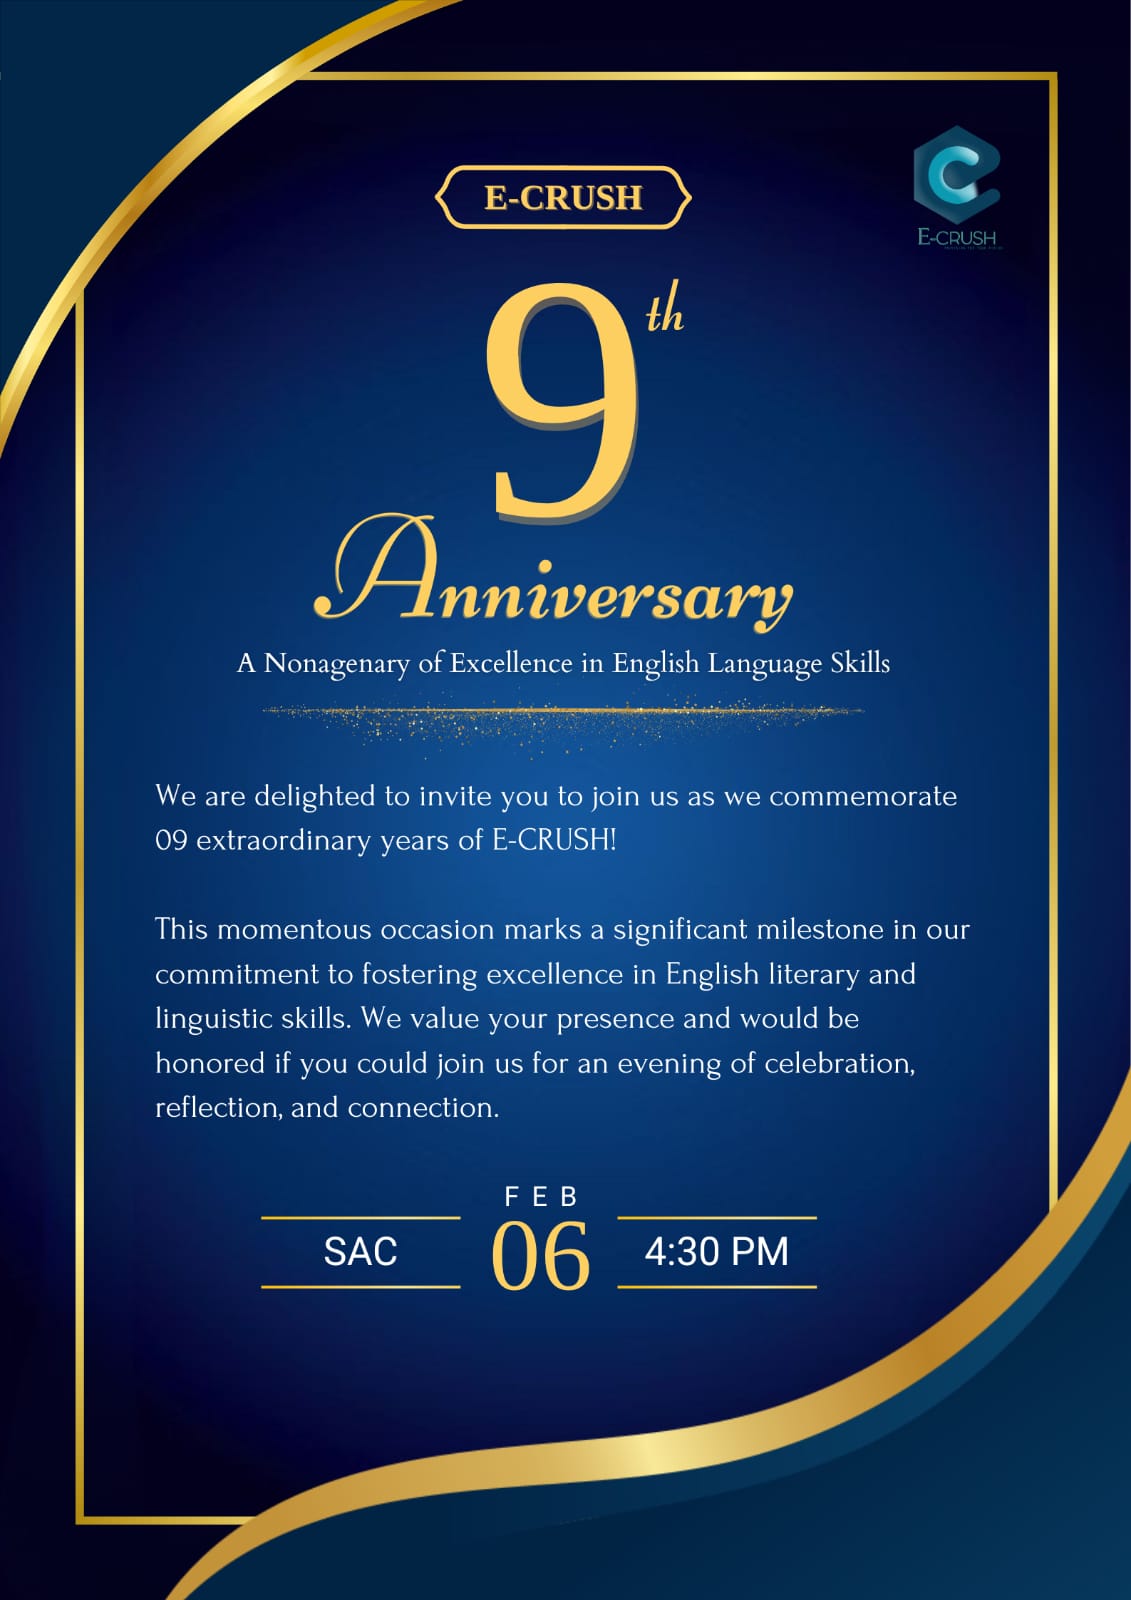 E-CRUSH
E-CRUSH
9th
Anniversary
A Nonagenary of Excellence in English Language Skills
We are delighted to invite you to join us as we commemorate
09 extraordinary years of E-CRUSH!
This momentous occasion marks a significant milestone in our
commitment to fostering excellence in English literary and
linguistic skills. We value your presence and would be
honored if you could join us for an evening of celebration,
reflection, and connection.
FEB
SAC 06 4:30 PM